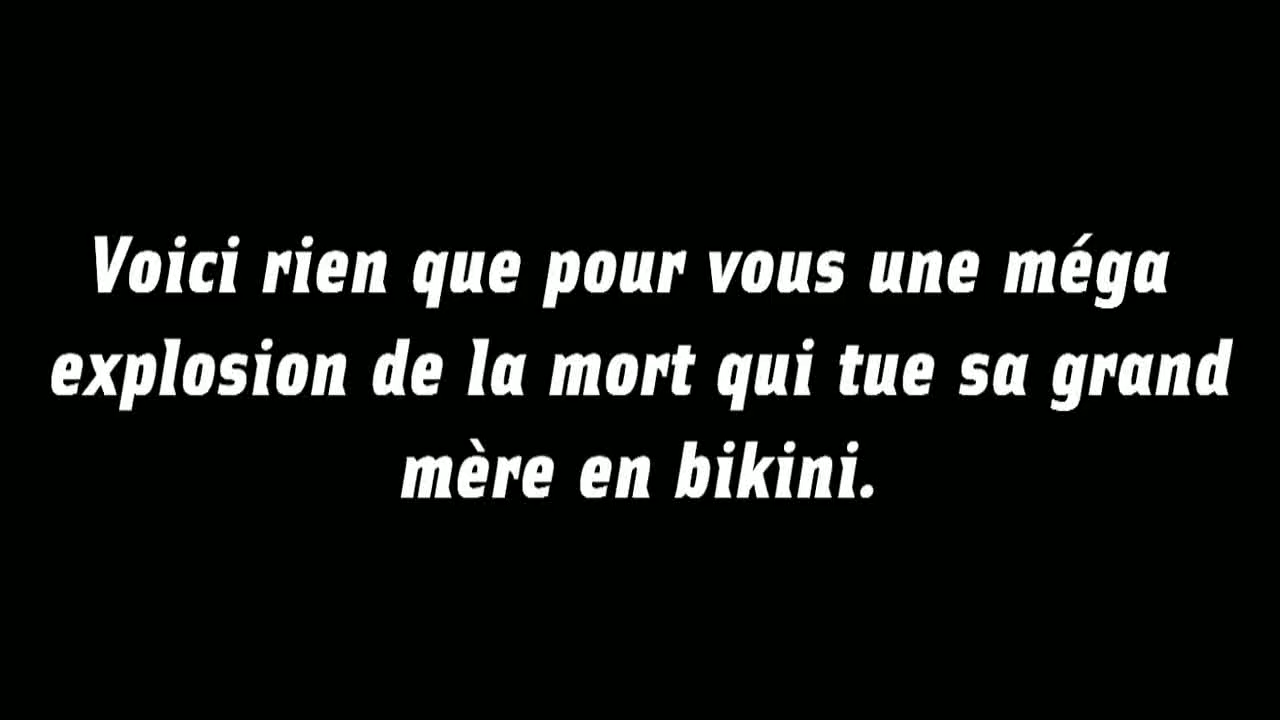 Voici rien que pour vous une méga
explosion de la mort qui tue sa grand
mère en bikini.